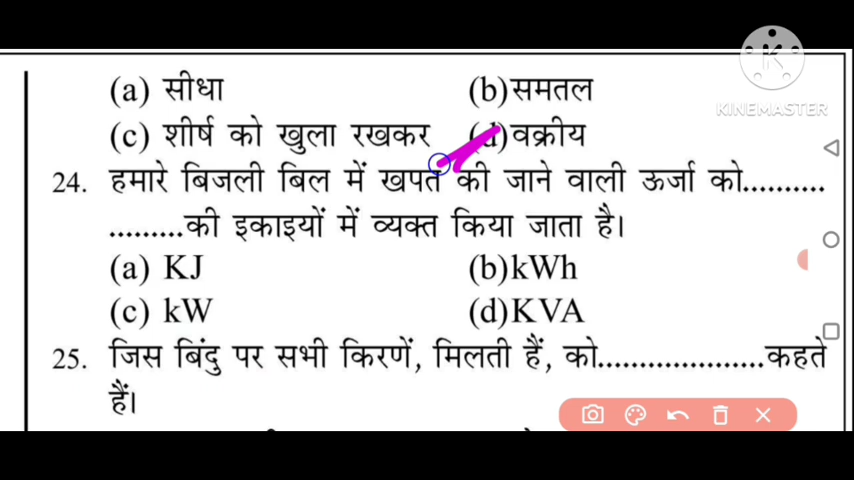 KINEMASTER
(a) सीधा (b) समतल
(c) शीर्ष को खुला रखकर (d) वक्रीय
24. हमारे बिजली बिल में खपत की जाने वाली ऊर्जा को..........
.........की इकाइयों में व्यक्त किया जाता है।
(a) KJ (b) kWh
(c) kW (d) KVA
25. जिस बिंदु पर सभी किरणें, मिलती हैं, को....................कहते
हैं।